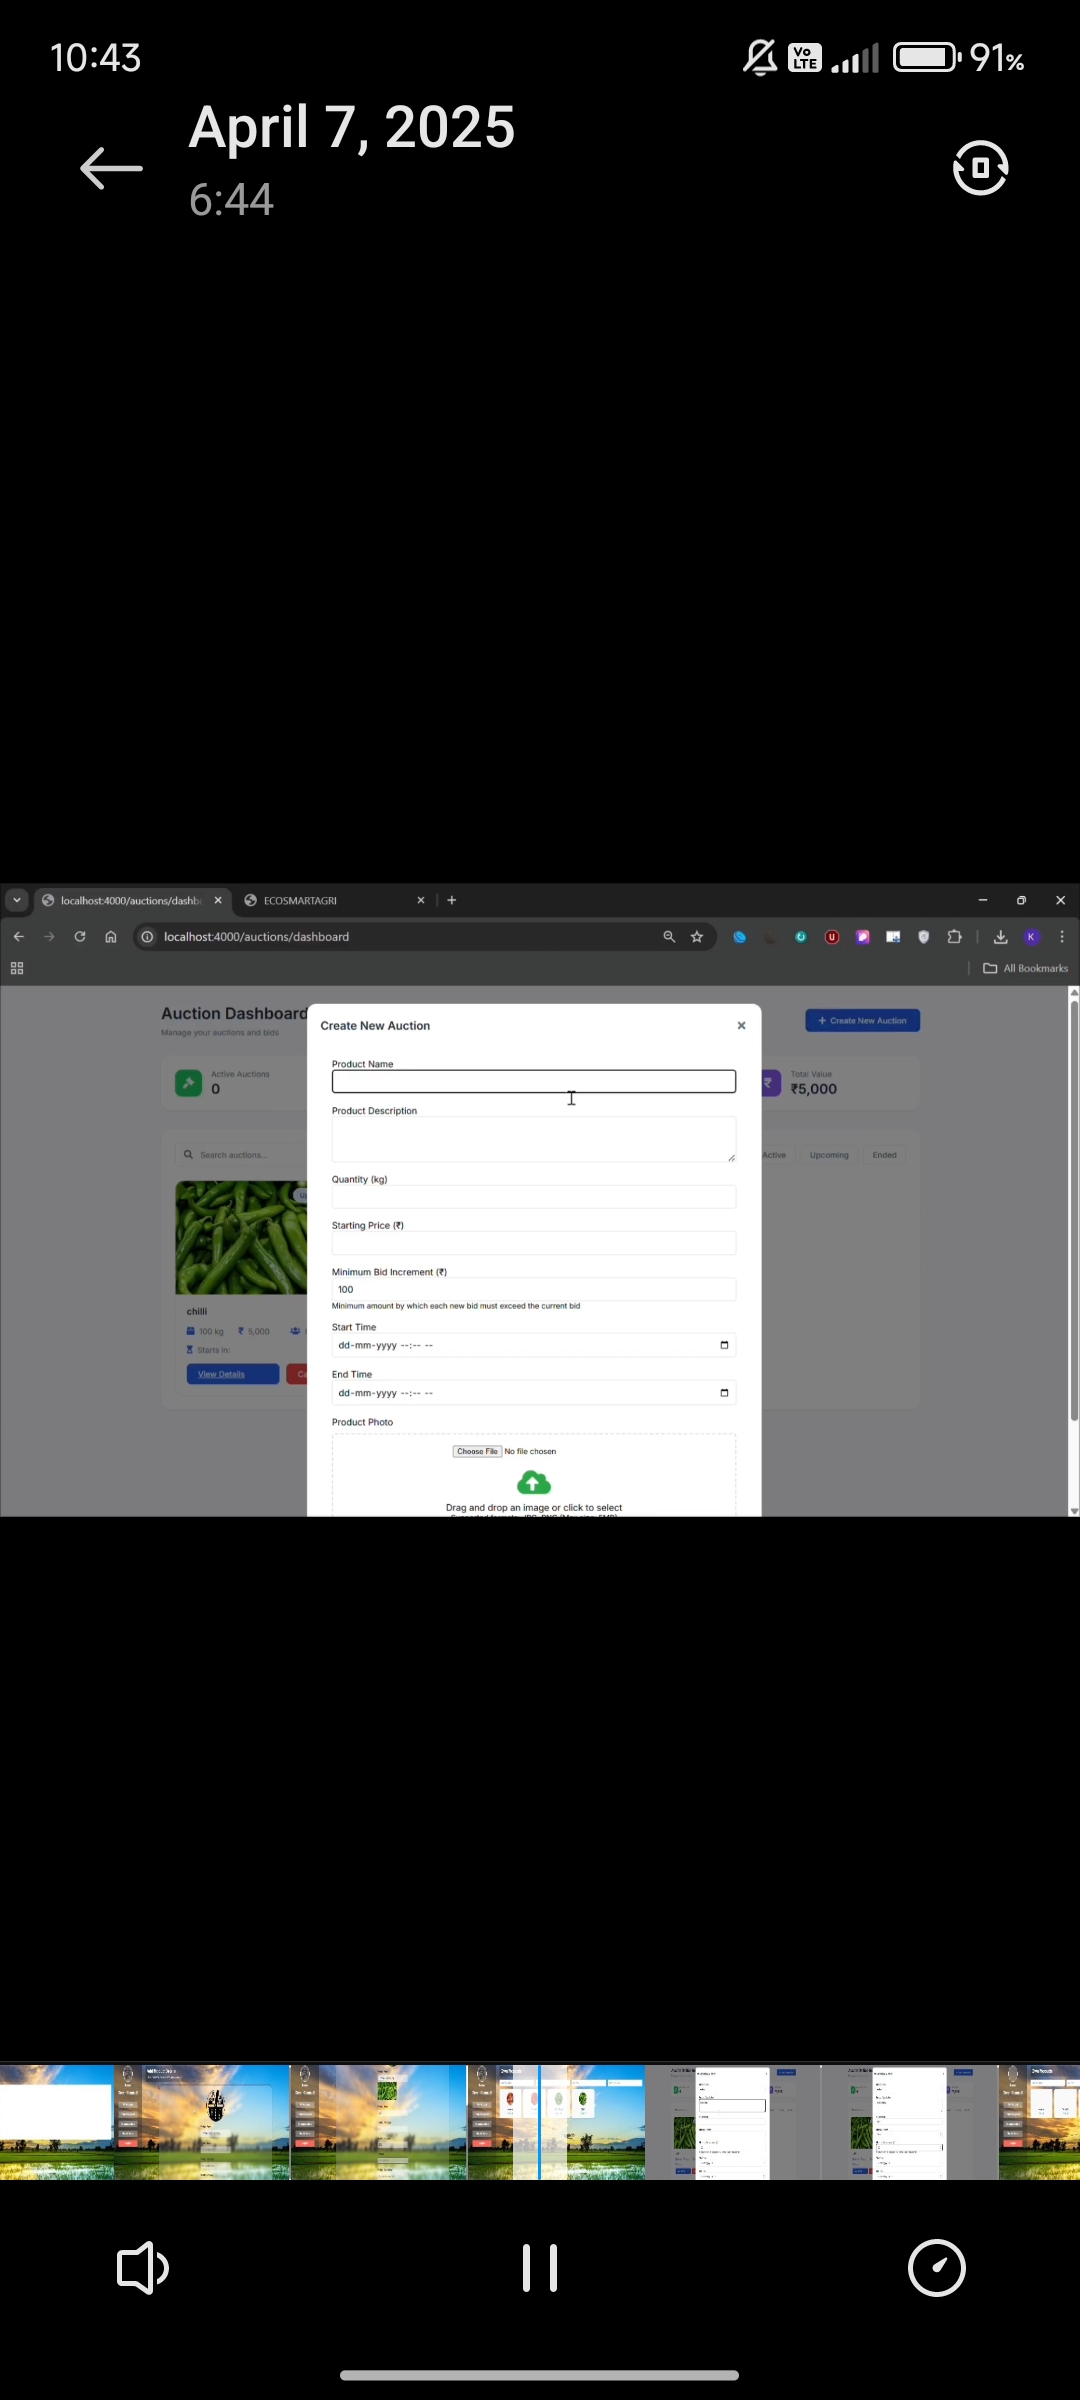 10:43
Vo LTE
91%
April 7, 2025
6:44
localhost:4000/auctions/dashb
ECOSMARTAGRI
localhost:4000/auctions/dashboard
K
All Bookmarks
Auction Dashboard
Manage your auctions and bids
+ Create New Auction
Create New Auction
Active Auctions
0
Total Value
₹5,000
Search auctions...
Active
Upcoming
Ended
Product Name
Product Description
Quantity (kg)
Starting Price (₹)
Minimum Bid Increment (₹)
100
Minimum amount by which each new bid must exceed the current bid
Start Time
dd-mm-yyyy --:-- --
End Time
dd-mm-yyyy --:-- --
Product Photo
Choose File No file chosen
Drag and drop an image or click to select
chilli
100 kg
₹ 5,000
Starts in:
View Details
Ca